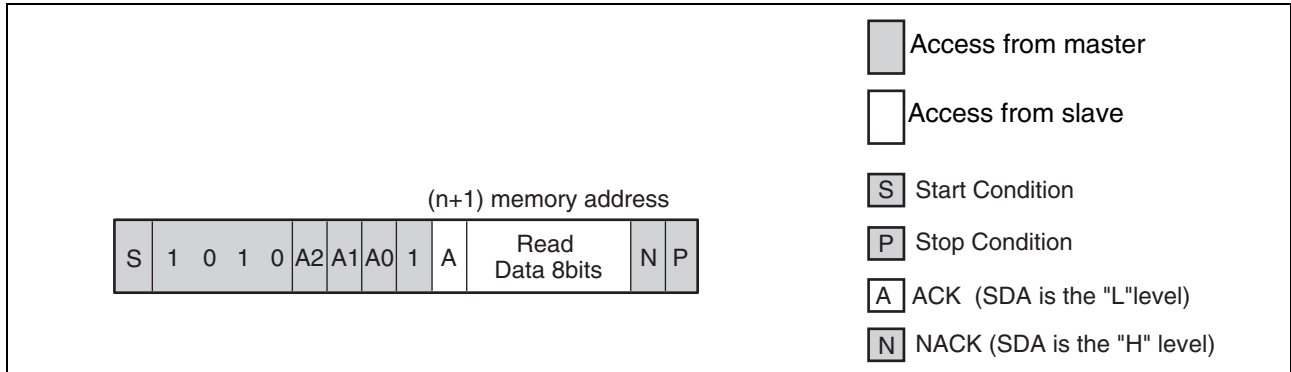 (n+1) memory address
S 1 0 1 0 A2 A1 A0 1 A Read Data 8bits N P
Access from master
Access from slave
S Start Condition
P Stop Condition
A ACK (SDA is the "L"level)
N NACK (SDA is the "H" level)